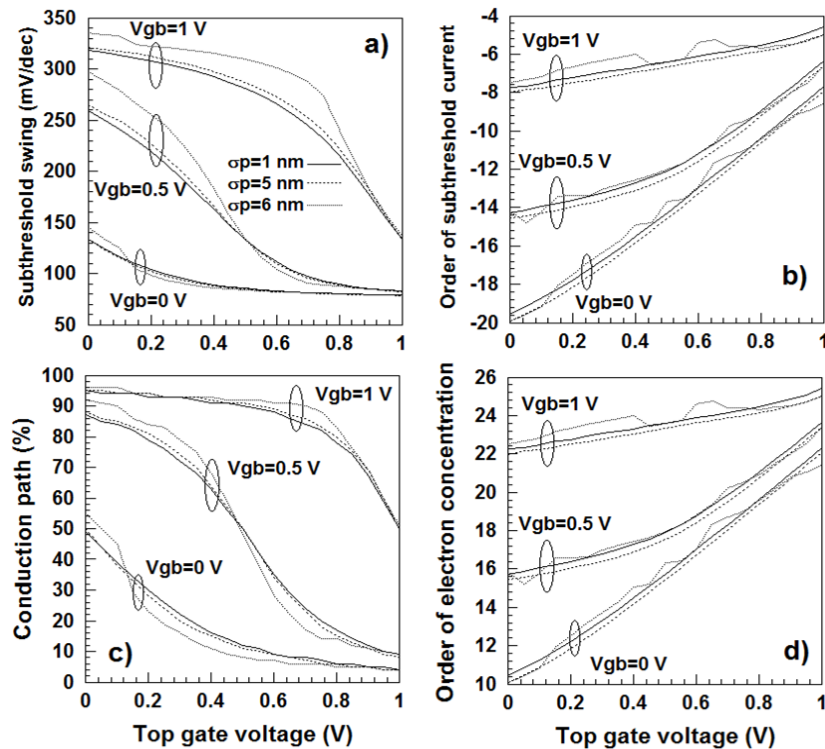 Subthreshold swing (mV/dec)
350
300
250
200
150
100
50
Vgb=1 V
a)
Vgb=0.5 V
σp=1 nm
σp=5 nm
σp=6 nm
Vgb=0 V
0 0.2 0.4 0.6 0.8 1
Order of subthreshold current
-4
-6
-8
-10
-12
-14
-16
-18
-20
Vgb=1 V
Vgb=0.5 V
Vgb=0 V
b)
0 0.2 0.4 0.6 0.8 1
Conduction path (%)
100
90
80
70
60
50
40
30
20
10
0
Vgb=1 V
Vgb=0.5 V
Vgb=0 V
c)
0 0.2 0.4 0.6 0.8 1
Top gate voltage (V)
Order of electron concentration
26
24
22
20
18
16
14
12
10
Vgb=1 V
Vgb=0.5 V
Vgb=0 V
d)
0 0.2 0.4 0.6 0.8 1
Top gate voltage (V)